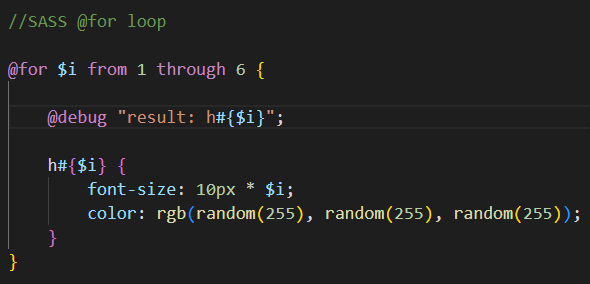 //SASS @for loop
@for $i from 1 through 6 {
@debug "result: h#{$i}";
h#{$i} {
font-size: 10px * $i;
color: rgb(random(255), random(255), random(255));
}
}